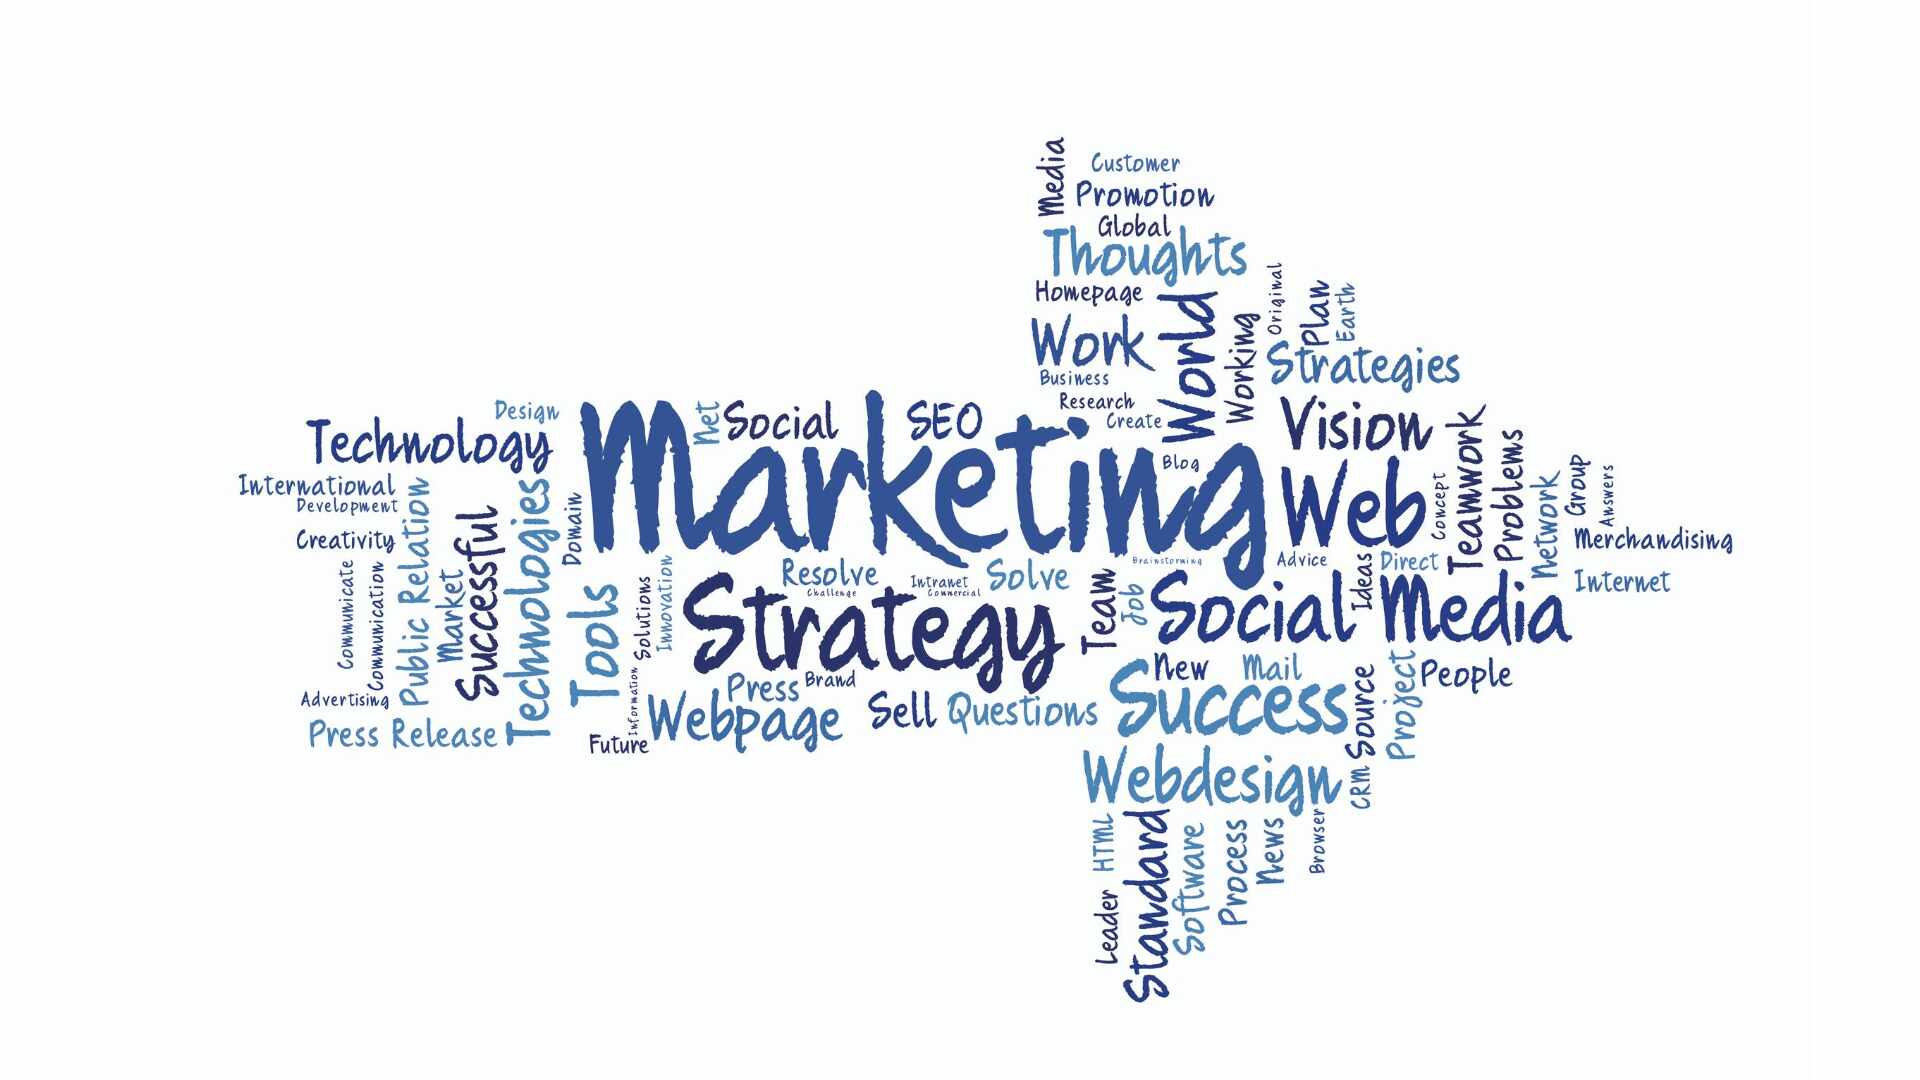 Media
Customer
Promotion
Global
Thoughts
Homepage
Work
World
Working
Original
Plan
Earth
Strategies
Business
Research
Create
Design
Technology
Net
Social
SEO
Marketing
Blog
Vision
Web
Concept
Teamwork
Problems
Network
Group
Answers
Merchandising
Internet
International
Development
Creativity
Communicate
Communication
Public Relation
Market
Successful
Technologies
Domain
Tools
Solutions
Innovation
Information
Advertising
Press Release
Future
Resolve
Challenge
Intranet
Commercial
Solve
Brainstorming
Advice
Ideas
Direct
Strategy
Team
Job
Social Media
Press
Brand
Webpage
Sell
Questions
New
Mail
Success
Source
Project
People
Webdesign
CRM
HTML
Leader
Standard
Software
Process
News
Browser